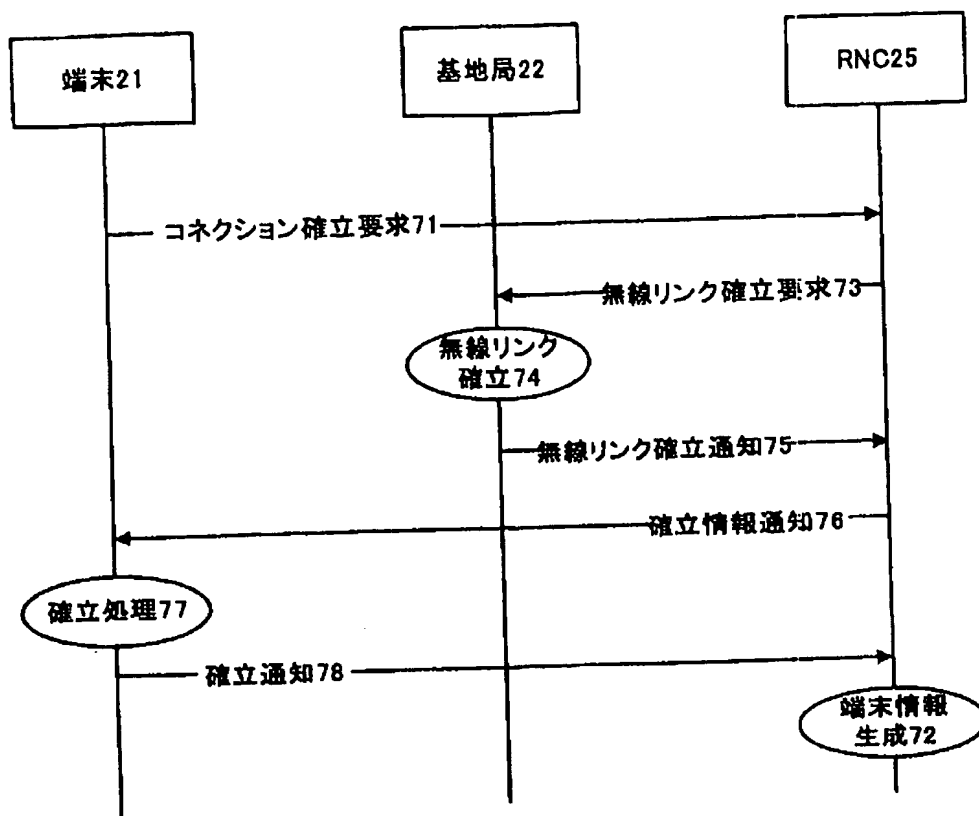 端末21
基地局22
RNC25
コネクション確立要求71
無線リンク確立要求73
無線リンク
確立74
無線リンク確立通知75
確立情報通知76
確立処理77
確立通知78
端末情報
生成72